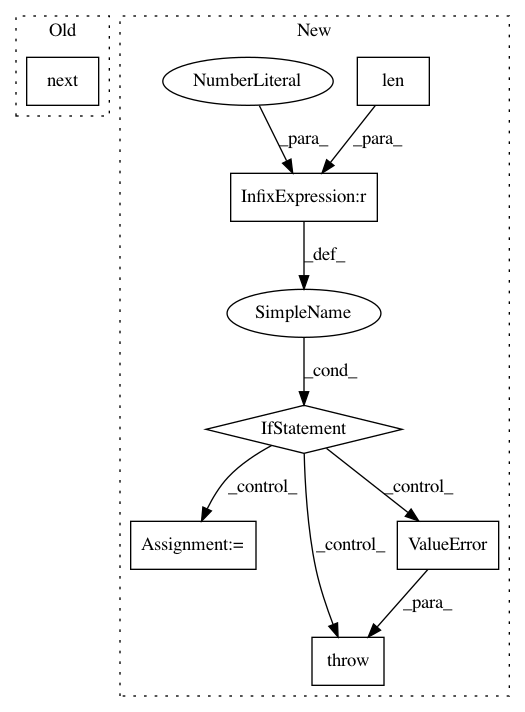 Old
New
next
NumberLiteral
len
_para_
_para_
InfixExpression:r
_def_
SimpleName
_cond_
IfStatement
_control_
_control_
_control_
Assignment:=
ValueError
_para_
throw